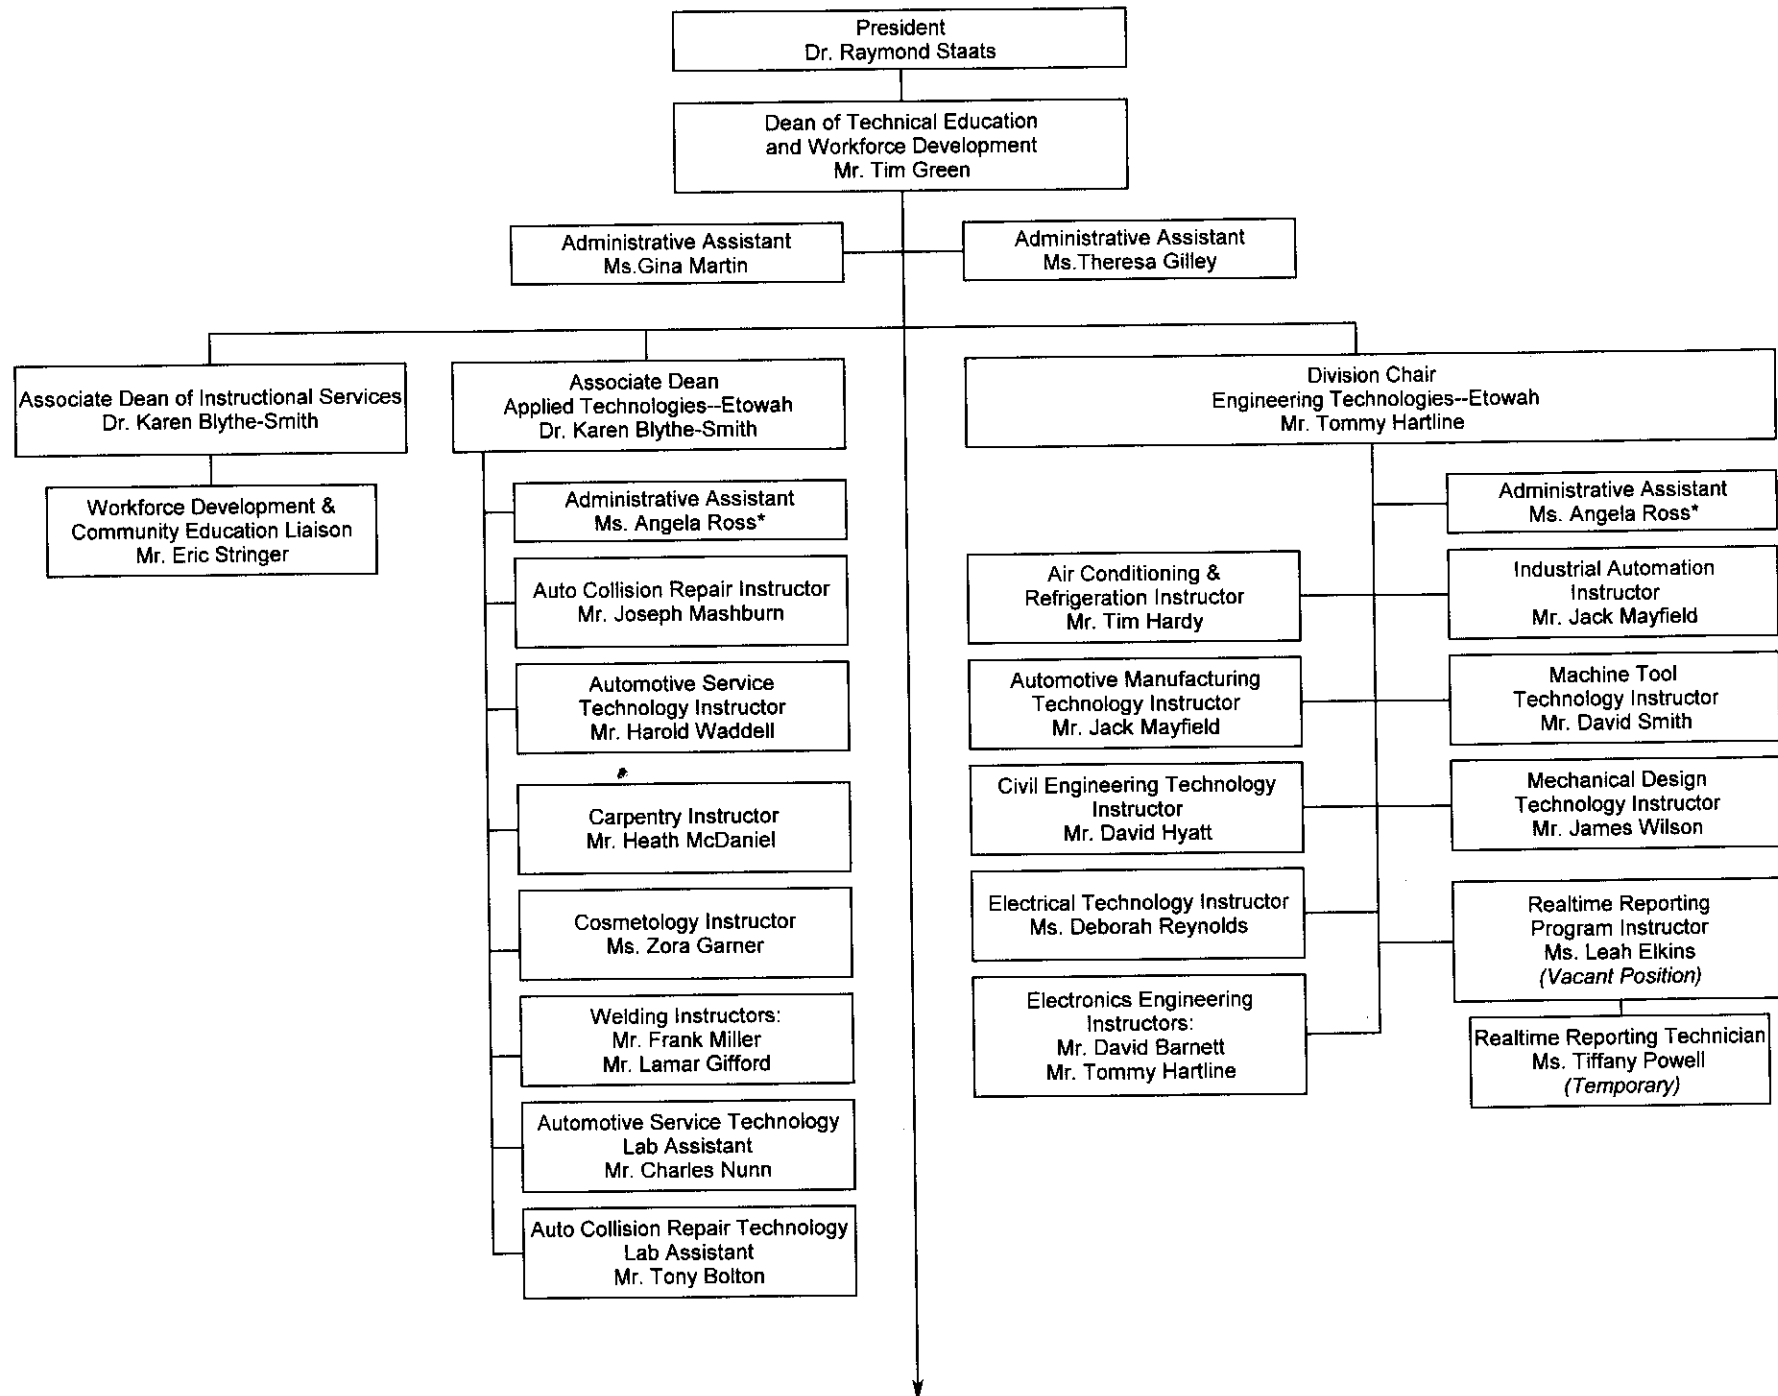 President
Dr. Raymond Staats
Dean of Technical Education
and Workforce Development
Mr. Tim Green
Administrative Assistant
Ms.Gina Martin
Administrative Assistant
Ms.Theresa Gilley
Associate Dean of Instructional Services
Dr. Karen Blythe-Smith
Workforce Development &
Community Education Liaison
Mr. Eric Stringer
Associate Dean
Applied Technologies--Etowah
Dr. Karen Blythe-Smith
Administrative Assistant
Ms. Angela Ross*
Auto Collision Repair Instructor
Mr. Joseph Mashburn
Automotive Service
Technology Instructor
Mr. Harold Waddell
Carpentry Instructor
Mr. Heath McDaniel
Cosmetology Instructor
Ms. Zora Garner
Welding Instructors:
Mr. Frank Miller
Mr. Lamar Gifford
Automotive Service Technology
Lab Assistant
Mr. Charles Nunn
Auto Collision Repair Technology
Lab Assistant
Mr. Tony Bolton
Division Chair
Engineering Technologies--Etowah
Mr. Tommy Hartline
Administrative Assistant
Ms. Angela Ross*
Air Conditioning &
Refrigeration Instructor
Mr. Tim Hardy
Industrial Automation
Instructor
Mr. Jack Mayfield
Automotive Manufacturing
Technology Instructor
Mr. Jack Mayfield
Machine Tool
Technology Instructor
Mr. David Smith
Civil Engineering Technology
Instructor
Mr. David Hyatt
Mechanical Design
Technology Instructor
Mr. James Wilson
Electrical Technology Instructor
Ms. Deborah Reynolds
Realtime Reporting
Program Instructor
Ms. Leah Elkins
(Vacant Position)
Electronics Engineering
Instructors:
Mr. David Barnett
Mr. Tommy Hartline
Realtime Reporting Technician
Ms. Tiffany Powell
(Temporary)